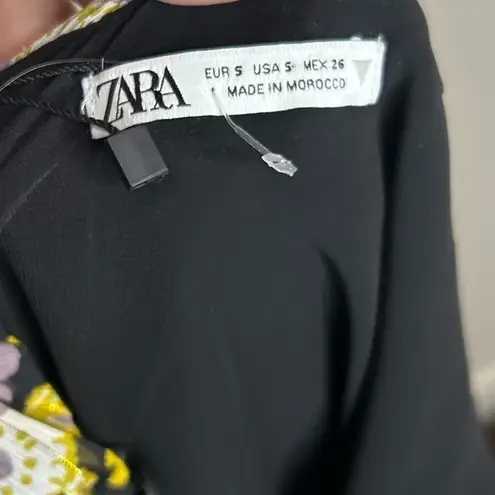 ZARA
EUR S USA S MEX 26
MADE IN MOROCCO